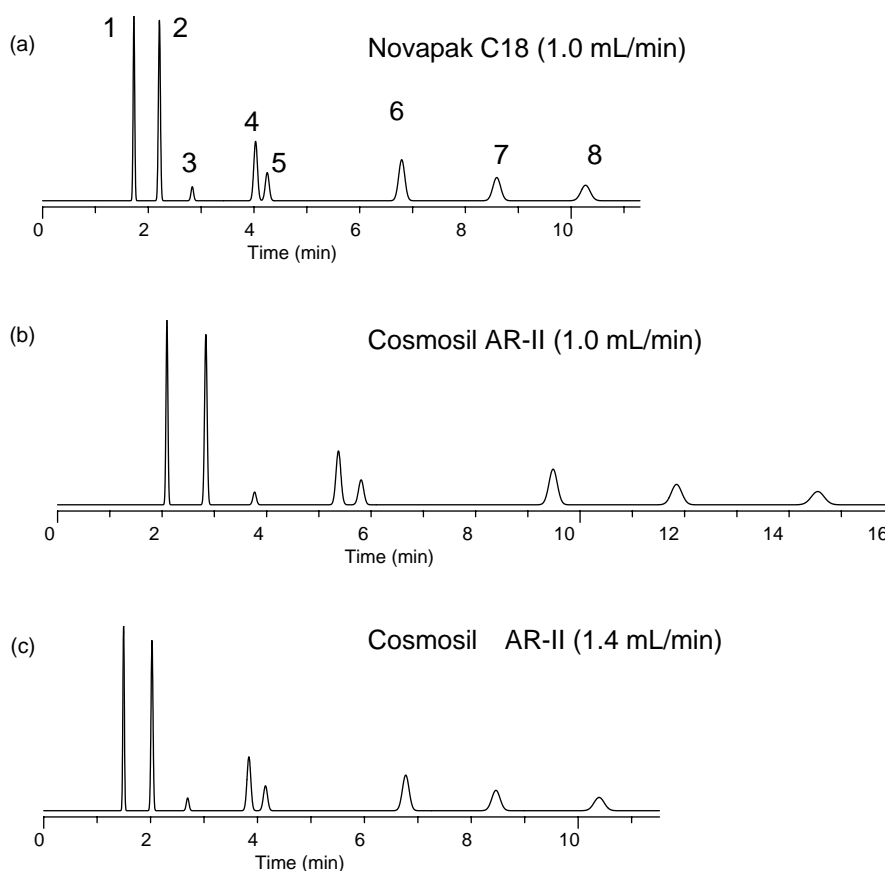 1 2
(a) Novapak C18 (1.0 mL/min)
6
4
3 5 7 8
0 2 4 6 8 10
Time (min)
(b) Cosmosil AR-II (1.0 mL/min)
0 2 4 6 8 10 12 14 16
Time (min)
(c) Cosmosil AR-II (1.4 mL/min)
0 2 4 6 8 10
Time (min)